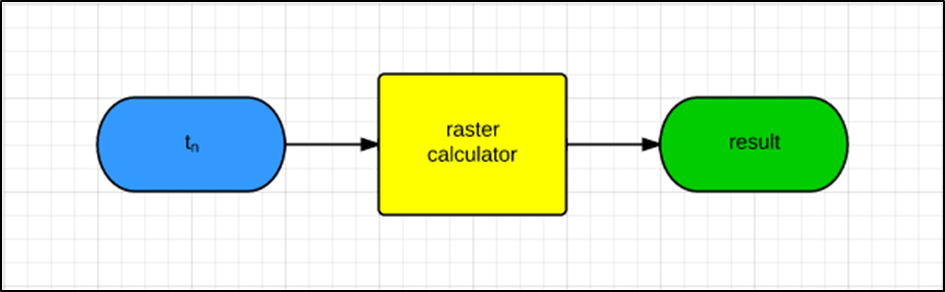 tₙ
raster
calculator
result